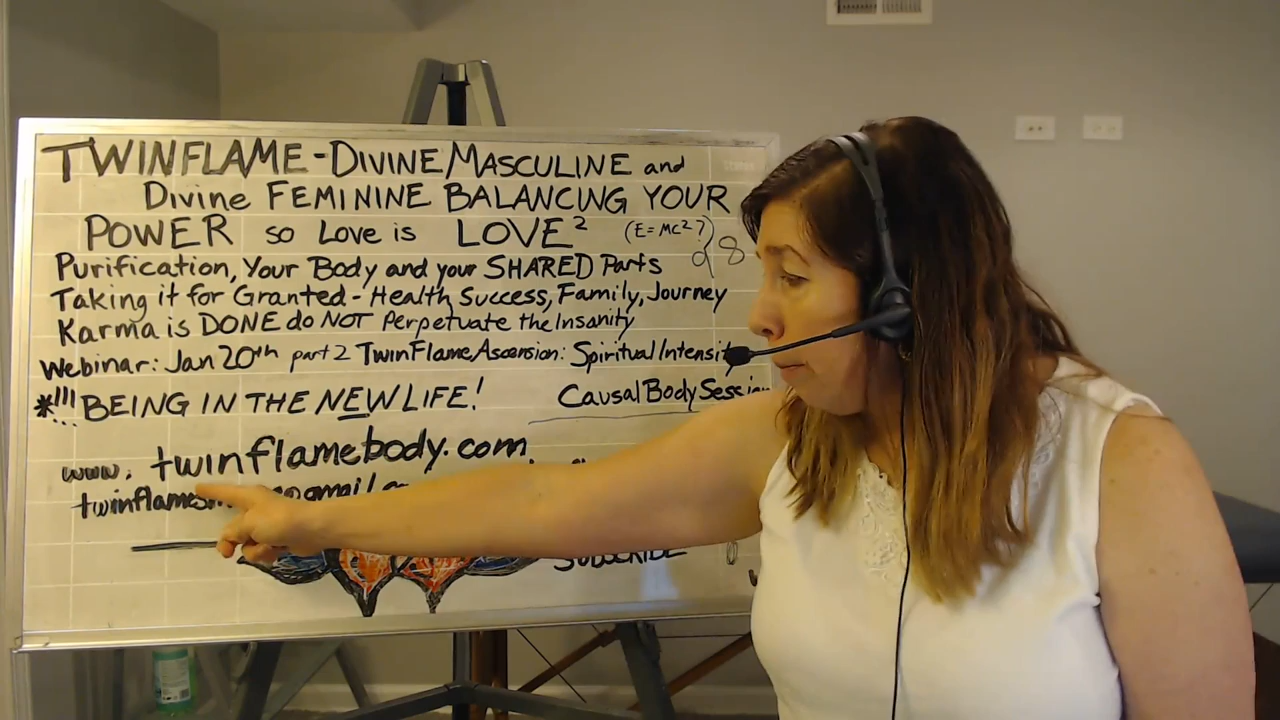 TWINFLAME - DIVINE MASCULINE and
Divine FEMININE BALANCING YOUR
POWER so Love is LOVE² (E=MC²?)
Purification, Your Body and your SHARED Parts
Taking it for Granted - Health, Success, Family, Journey
Karma is DONE do NOT Perpetuate the Insanity
Webinar: Jan 20th part 2 TwinFlame Ascension: Spiritual Intensit
*!!! BEING IN THE NEW LIFE! Causal Body Session
www. twinflamebody.com
SUBSCRIBE